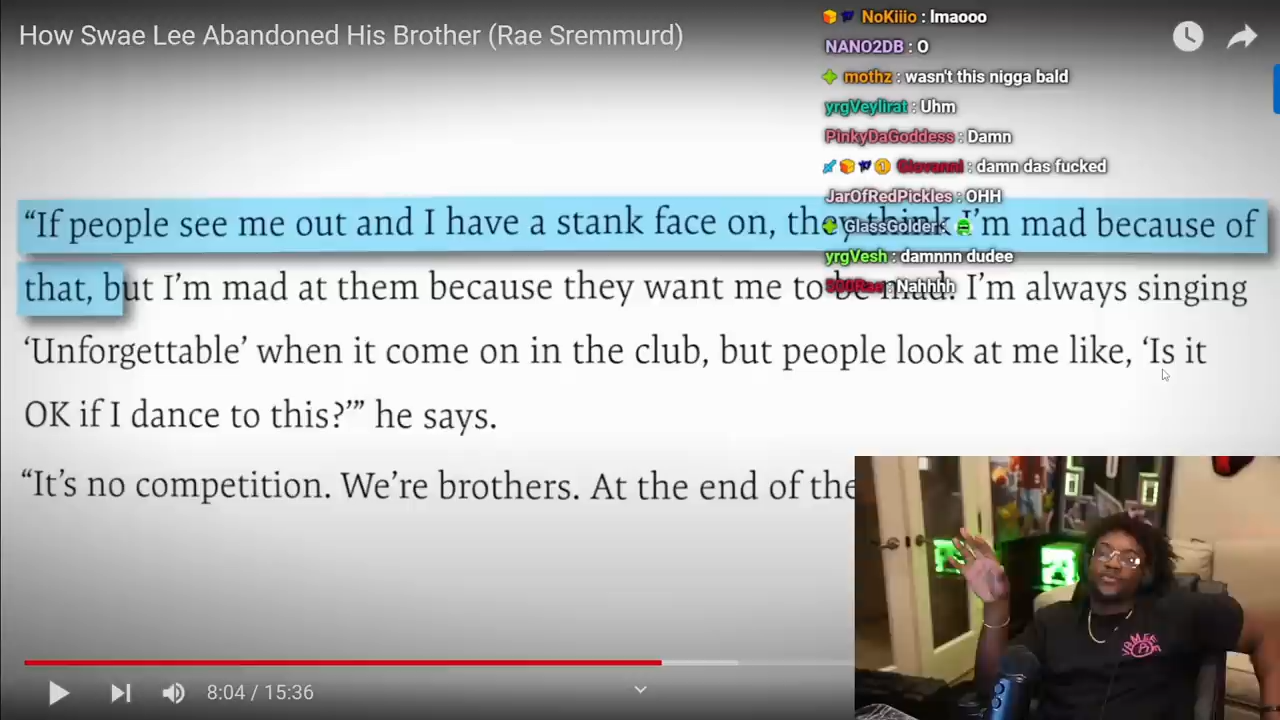 How Swae Lee Abandoned His Brother (Rae Sremmurd)
NoKiiio : lmaooo
NANO2DB : O
mothz : wasn't this nigga bald
yrgVeylirat : Uhm
PinkyDaGoddess : Damn
Giovanni : damn das fucked
JarOfRedPickles : OHH
GlassGolderk :
yrgVesh : damnnn dudee
300Rae : Nahhhh
“If people see me out and I have a stank face on, they think I’m mad because of
that, but I’m mad at them because they want me to be mad. I’m always singing
‘Unforgettable’ when it come on in the club, but people look at me like, ‘Is it
OK if I dance to this?’” he says.
“It’s no competition. We’re brothers. At the end of the
8:04 / 15:36